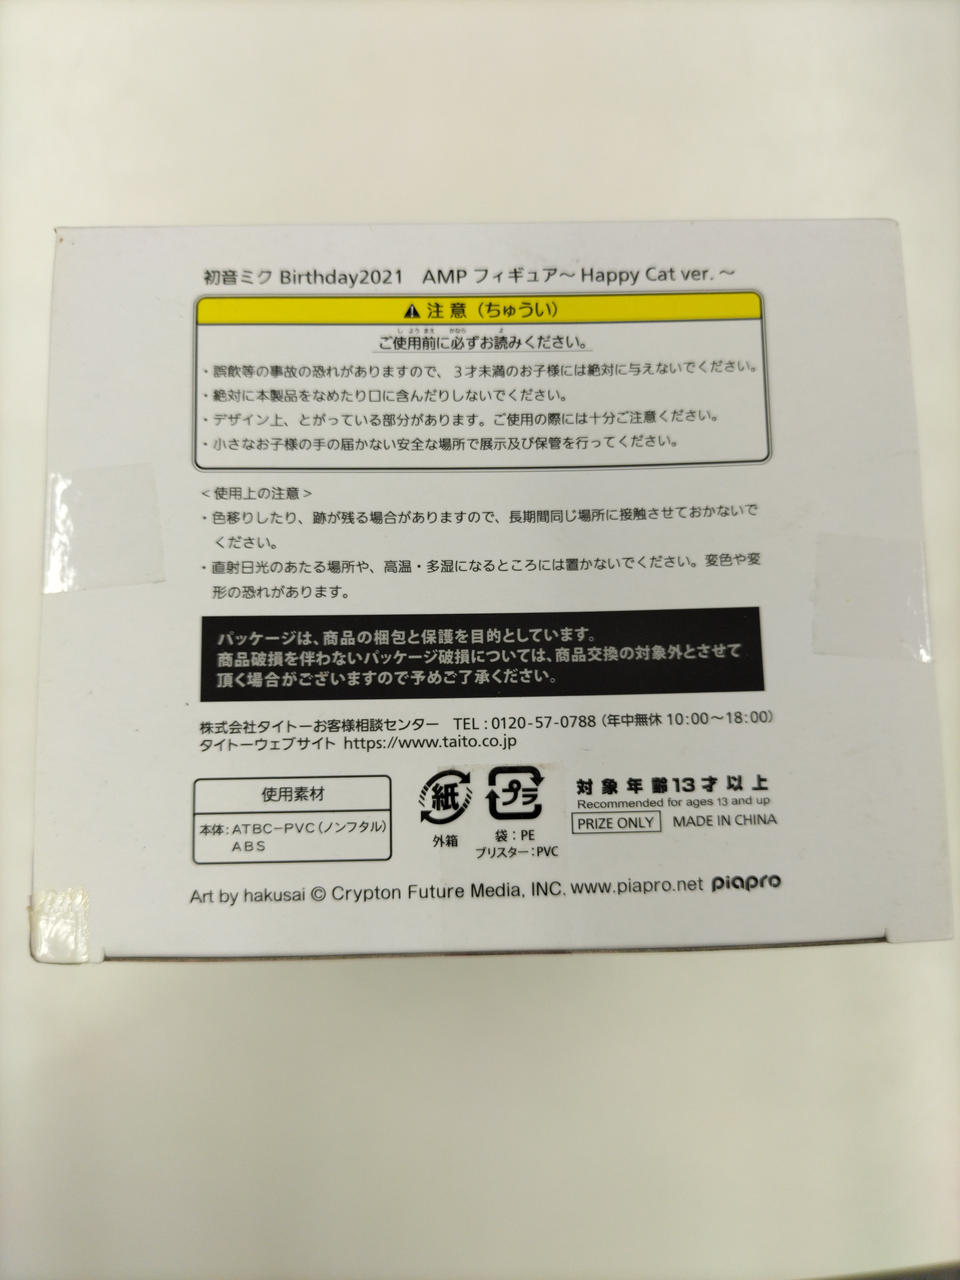 初音ミク Birthday2021　AMP フィギュア～ Happy Cat ver. ～
⚠ 注 意（ちゅうい）
ご使用前に必ずお読みください。
・誤飲等の事故の恐れがありますので、3才未満のお子様には絶対に与えないでください。
・絶対に本製品をなめたり口に含んだりしないでください。
・デザイン上、とがっている部分があります。ご使用の際には十分ご注意ください。
・小さなお子様の手の届かない安全な場所で展示及び保管を行ってください。
＜使用上の注意＞
・色移りしたり、跡が残る場合がありますので、長期間同じ場所に接触させておかないで
ください。
・直射日光のあたる場所や、高温・多湿になるところには置かないでください。変色や変
形の恐れがあります。
パッケージは、商品の梱包と保護を目的としています。
商品破損を伴わないパッケージ破損については、商品交換の対象外とさせて
頂く場合がございますので予めご了承ください。
株式会社タイトーお客様相談センター　TEL : 0120-57-0788（年中無休 10:00～18:00）
タイトーウェブサイト https://www.taito.co.jp
使用素材
本体: ATBC-PVC（ノンフタル）
ABS
紙
外箱
プラ
袋：PE
ブリスター：PVC
対象年齢13才以上
Recommended for ages 13 and up
PRIZE ONLY　MADE IN CHINA
Art by hakusai © Crypton Future Media, INC. www.piapro.net piapro